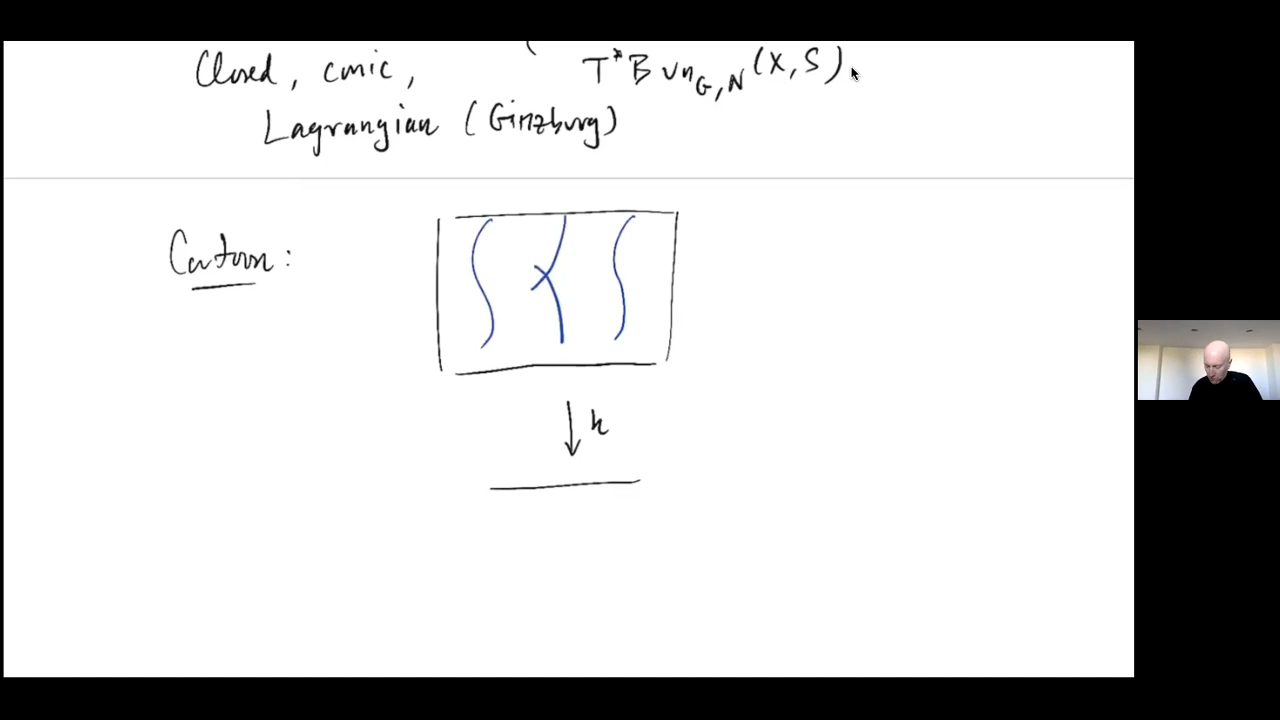 Closed, conic,
T*Bun_{G,N}(X,S)
Lagrangian (Ginzburg)
Cartoon:
h